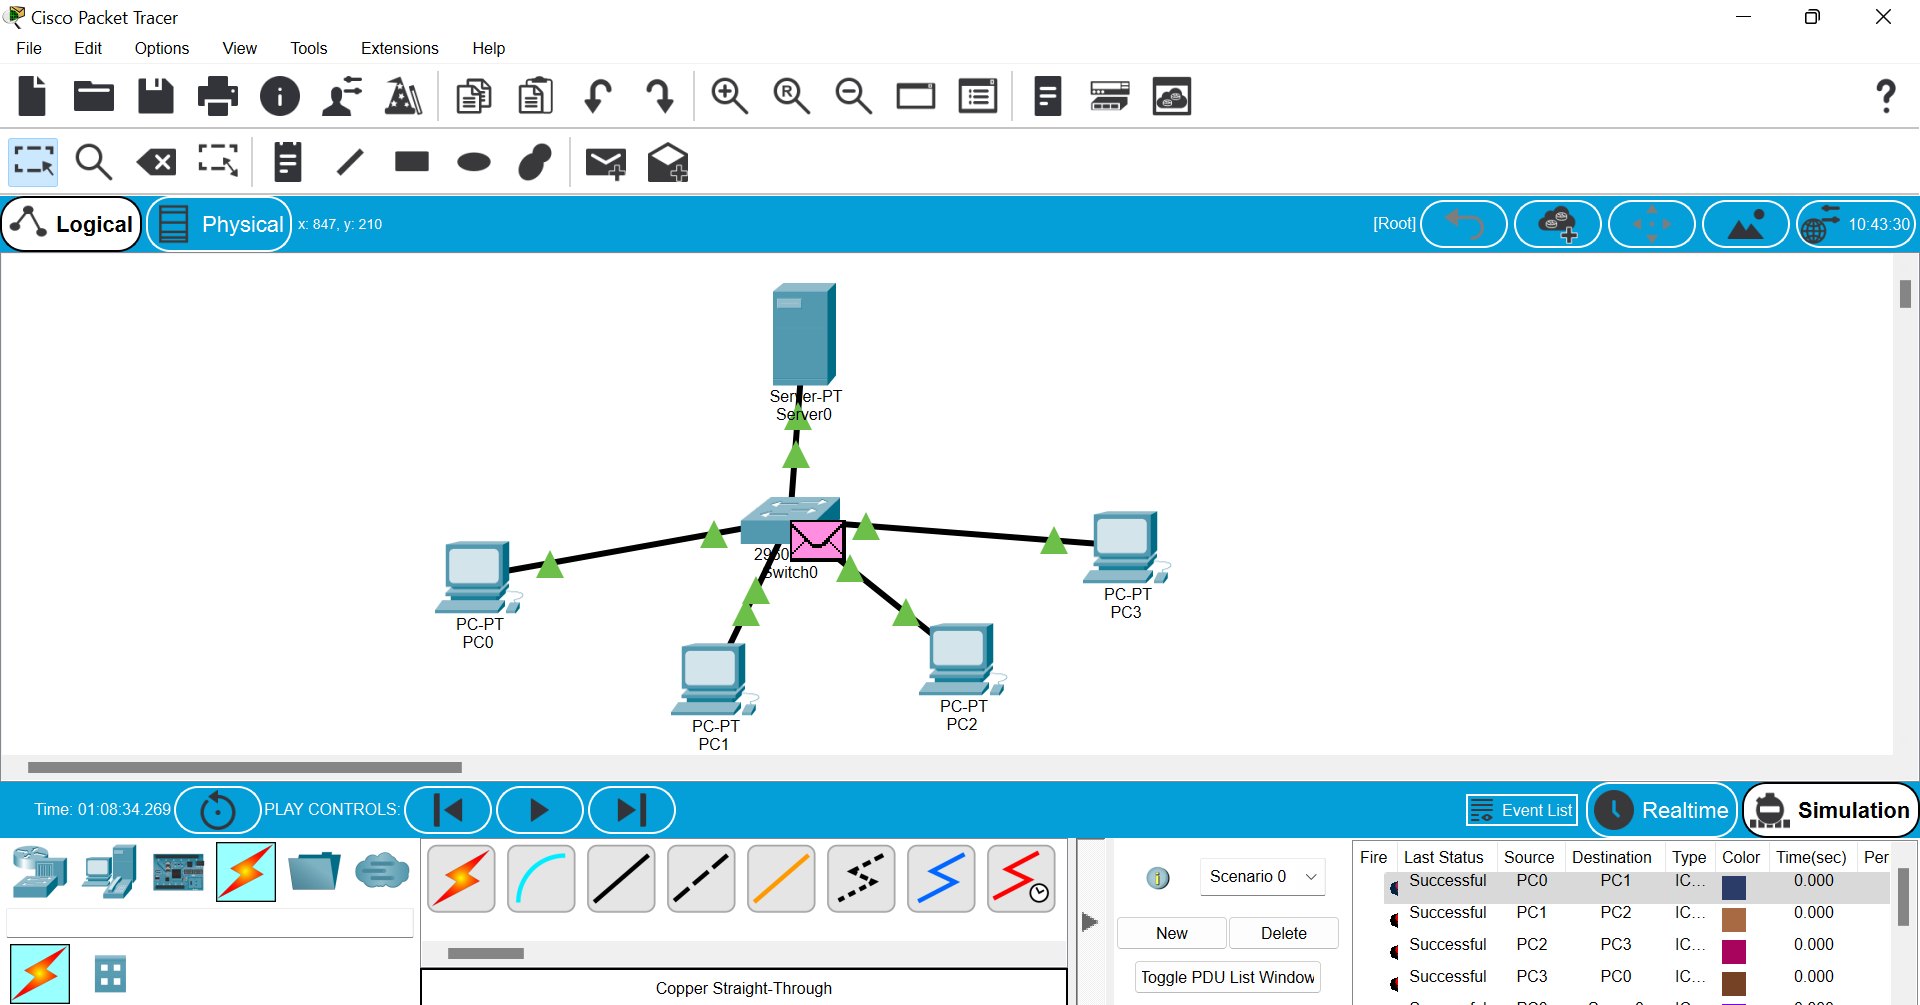 Cisco Packet Tracer
File Edit Options View Tools Extensions Help
Logical Physical x: 847, y: 210 [Root] 10:43:30
Server-PT
Server0
2960
Switch0
PC-PT
PC3
PC-PT
PC0
PC-PT
PC2
PC-PT
PC1
Time: 01:08:34.269 PLAY CONTROLS: Event List Realtime Simulation
Fire Last Status Source Destination Type Color Time(sec) Per
Scenario 0
Successful PC0 PC1 IC... 0.000
Successful PC1 PC2 IC... 0.000
New Delete
Successful PC2 PC3 IC... 0.000
Toggle PDU List Window
Successful PC3 PC0 IC... 0.000
Copper Straight-Through